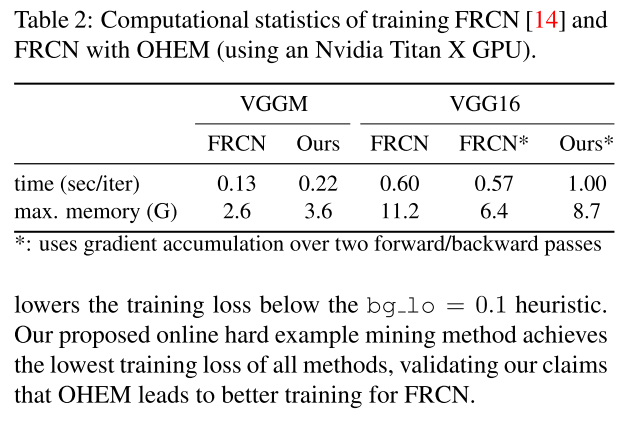 Table 2: Computational statistics of training FRCN [14] and
FRCN with OHEM (using an Nvidia Titan X GPU).
VGGM VGG16
FRCN Ours FRCN FRCN* Ours*
time (sec/iter) 0.13 0.22 0.60 0.57 1.00
max. memory (G) 2.6 3.6 11.2 6.4 8.7
*: uses gradient accumulation over two forward/backward passes
lowers the training loss below the bg_lo = 0.1 heuristic.
Our proposed online hard example mining method achieves
the lowest training loss of all methods, validating our claims
that OHEM leads to better training for FRCN.